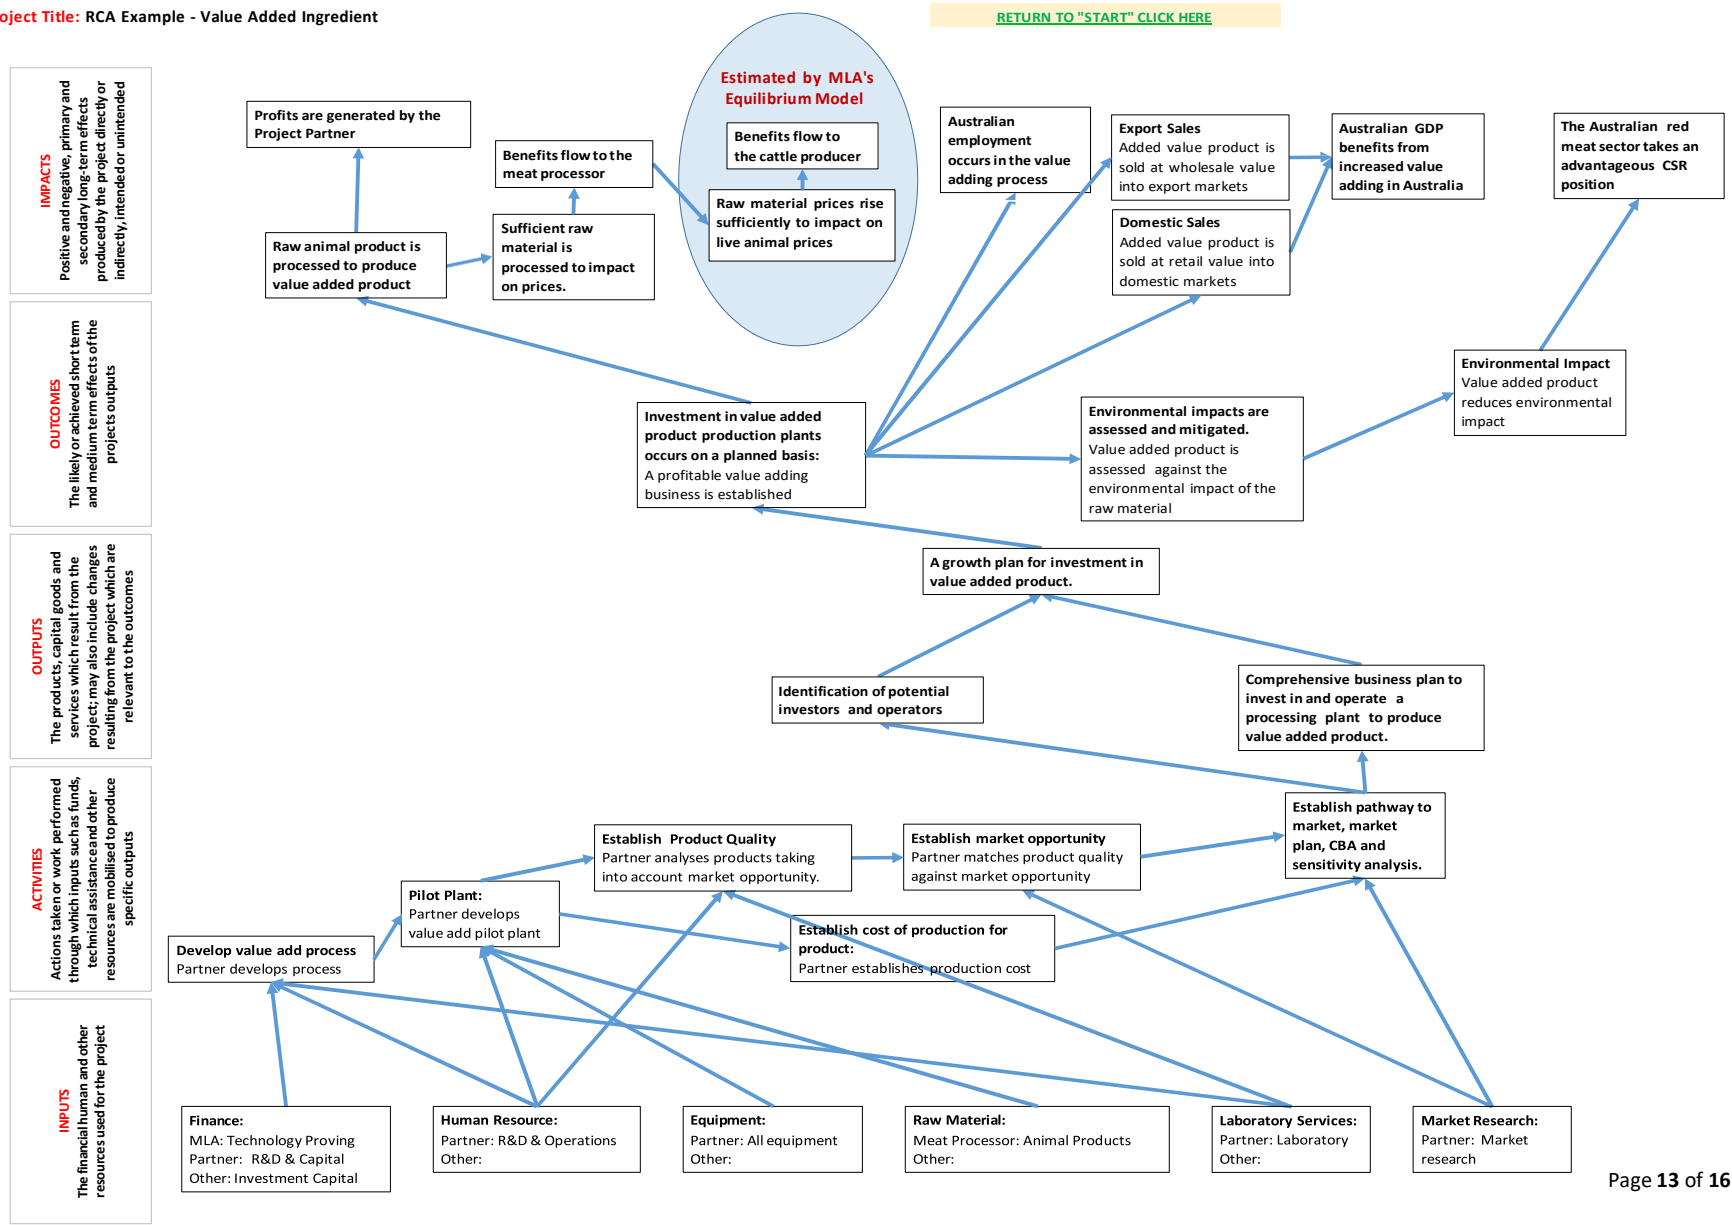 oject Title: RCA Example - Value Added Ingredient
RETURN TO "START" CLICK HERE
IMPACTS
Positive and negative, primary and
secondary long-term effects
produced by the project directly or
indirectly, intended or unintended
Profits are generated by the
Project Partner
Benefits flow to the
meat processor
Raw animal product is
processed to produce
value added product
Sufficient raw
material is
processed to impact
on prices.
Estimated by MLA's
Equilibrium Model
Benefits flow to
the cattle producer
Raw material prices rise
sufficiently to impact on
live animal prices
Australian
employment
occurs in the value
adding process
Export Sales
Added value product is
sold at wholesale value
into export markets
Domestic Sales
Added value product is
sold at retail value into
domestic markets
Australian GDP
benefits from
increased value
adding in Australia
The Australian red
meat sector takes an
advantageous CSR
position
OUTCOMES
The likely or achieved short term
and medium term effects of the
projects outputs
Investment in value added
product production plants
occurs on a planned basis:
A profitable value adding
business is established
Environmental impacts are
assessed and mitigated.
Value added product is
assessed against the
environmental impact of the
raw material
Environmental Impact
Value added product
reduces environmental
impact
OUTPUTS
The products, capital goods and
services which result from the
project; may also include changes
resulting from the project which are
relevant to the outcomes
A growth plan for investment in
value added product.
Identification of potential
investors and operators
Comprehensive business plan to
invest in and operate a
processing plant to produce
value added product.
ACTIVITIES
Actions taken or work performed
through which inputs such as funds,
technical assistance and other
resources are mobilised to produce
specific outputs
Develop value add process
Partner develops process
Pilot Plant:
Partner develops
value add pilot plant
Establish Product Quality
Partner analyses products taking
into account market opportunity.
Establish market opportunity
Partner matches product quality
against market opportunity
Establish cost of production for
product:
Partner establishes production cost
Establish pathway to
market, market
plan, CBA and
sensitivity analysis.
INPUTS
The financial human and other
resources used for the project
Finance:
MLA: Technology Proving
Partner: R&D & Capital
Other: Investment Capital
Human Resource:
Partner: R&D & Operations
Other:
Equipment:
Partner: All equipment
Other:
Raw Material:
Meat Processor: Animal Products
Other:
Laboratory Services:
Partner: Laboratory
Other:
Market Research:
Partner: Market
research
Page 13 of 16